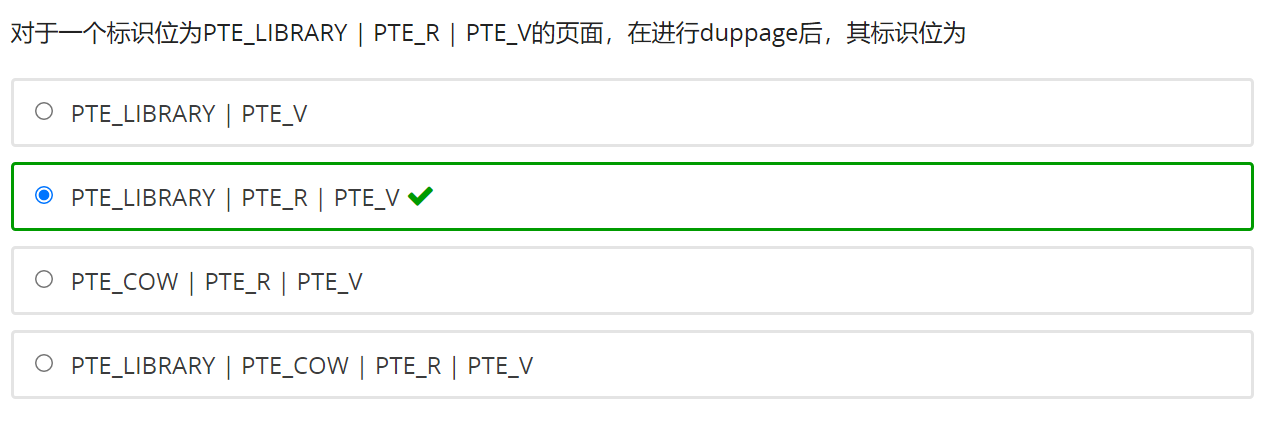 对于一个标识位为PTE_LIBRARY | PTE_R | PTE_V的页面，在进行duppage后，其标识位为
PTE_LIBRARY | PTE_V
PTE_LIBRARY | PTE_R | PTE_V
PTE_COW | PTE_R | PTE_V
PTE_LIBRARY | PTE_COW | PTE_R | PTE_V